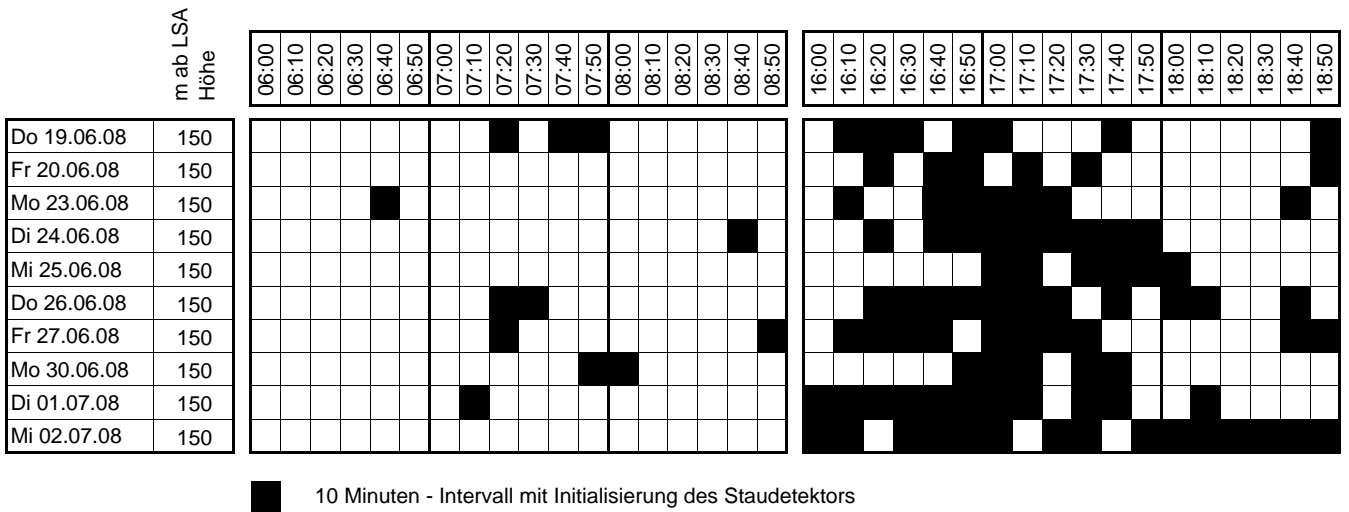 m ab LSA
Höhe
06:00 06:10 06:20 06:30 06:40 06:50 07:00 07:10 07:20 07:30 07:40 07:50 08:00 08:10 08:20 08:30 08:40 08:50 16:00 16:10 16:20 16:30 16:40 16:50 17:00 17:10 17:20 17:30 17:40 17:50 18:00 18:10 18:20 18:30 18:40 18:50
Do 19.06.08 150
Fr 20.06.08 150
Mo 23.06.08 150
Di 24.06.08 150
Mi 25.06.08 150
Do 26.06.08 150
Fr 27.06.08 150
Mo 30.06.08 150
Di 01.07.08 150
Mi 02.07.08 150
10 Minuten - Intervall mit Initialisierung des Staudetektors